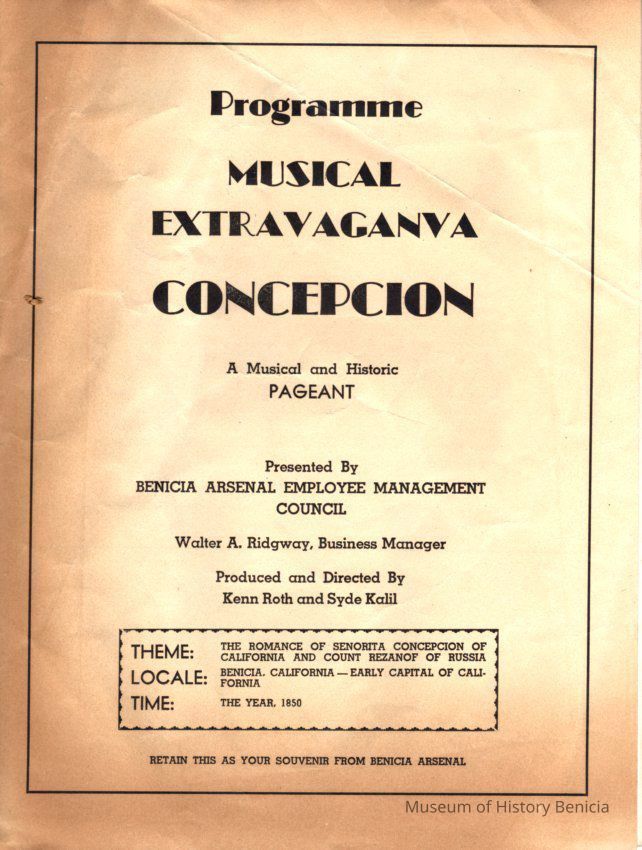 Programme
MUSICAL
EXTRAVAGANVA
CONCEPCION
A Musical and Historic
PAGEANT
Presented By
BENICIA ARSENAL EMPLOYEE MANAGEMENT
COUNCIL
Walter A. Ridgway, Business Manager
Produced and Directed By
Kenn Roth and Syde Kalil
THEME: THE ROMANCE OF SENORITA CONCEPCION OF
CALIFORNIA AND COUNT REZANOF OF RUSSIA
LOCALE: BENICIA, CALIFORNIA — EARLY CAPITAL OF CALI-
FORNIA
TIME: THE YEAR, 1850
RETAIN THIS AS YOUR SOUVENIR FROM BENICIA ARSENAL
Museum of History Benicia